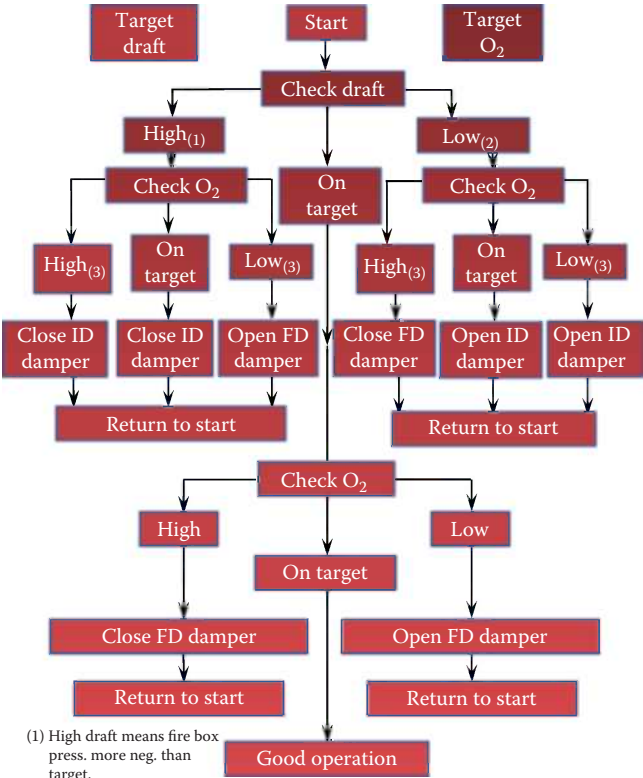 Target
draft
Start
Target
O₂
Check draft
High(1)
Low(2)
Check O₂
On
target
Check O₂
High(3)
On
target
Low(3)
High(3)
On
target
Low(3)
Close ID
damper
Close ID
damper
Open FD
damper
Close FD
damper
Open ID
damper
Open ID
damper
Return to start
Return to start
Check O₂
High
Low
On target
Close FD damper
Open FD damper
Return to start
Return to start
(1) High draft means fire box
press. more neg. than
target.
Good operation